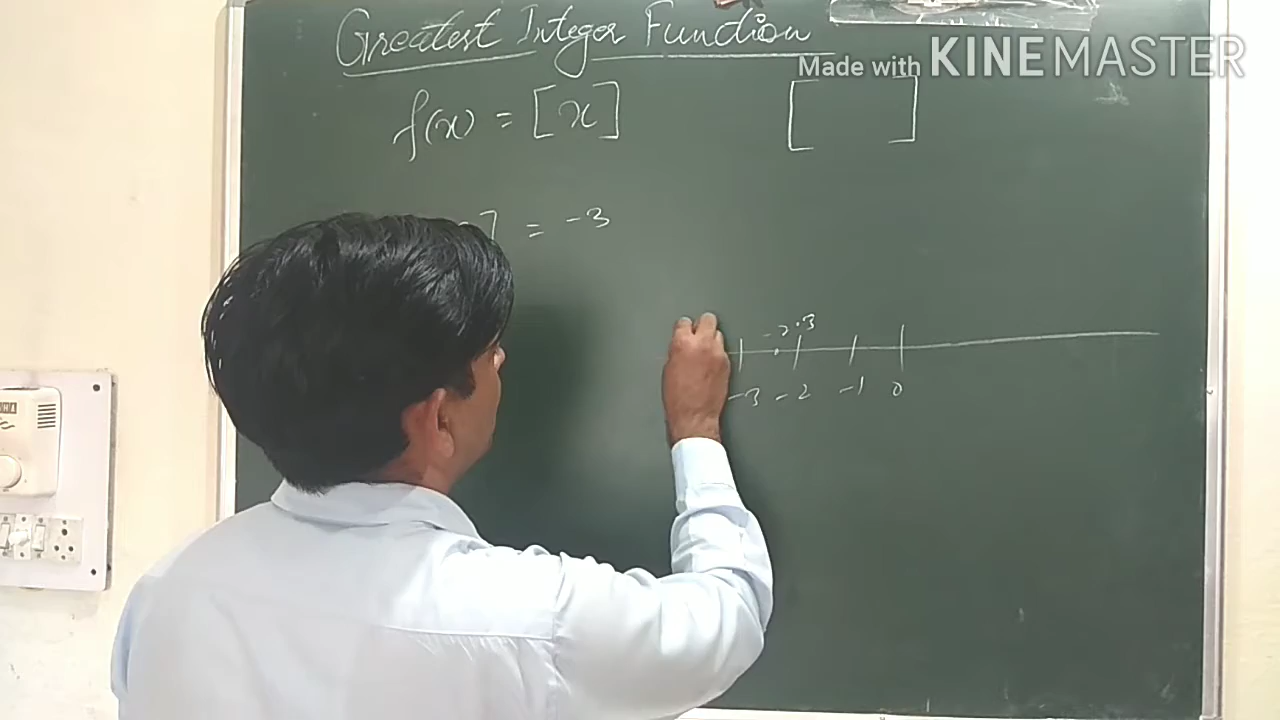 Greatest Integer Function
Made with KINEMASTER
f(x) = [x] [ ]
] = -3
-2.3
-3 -2 -1 0